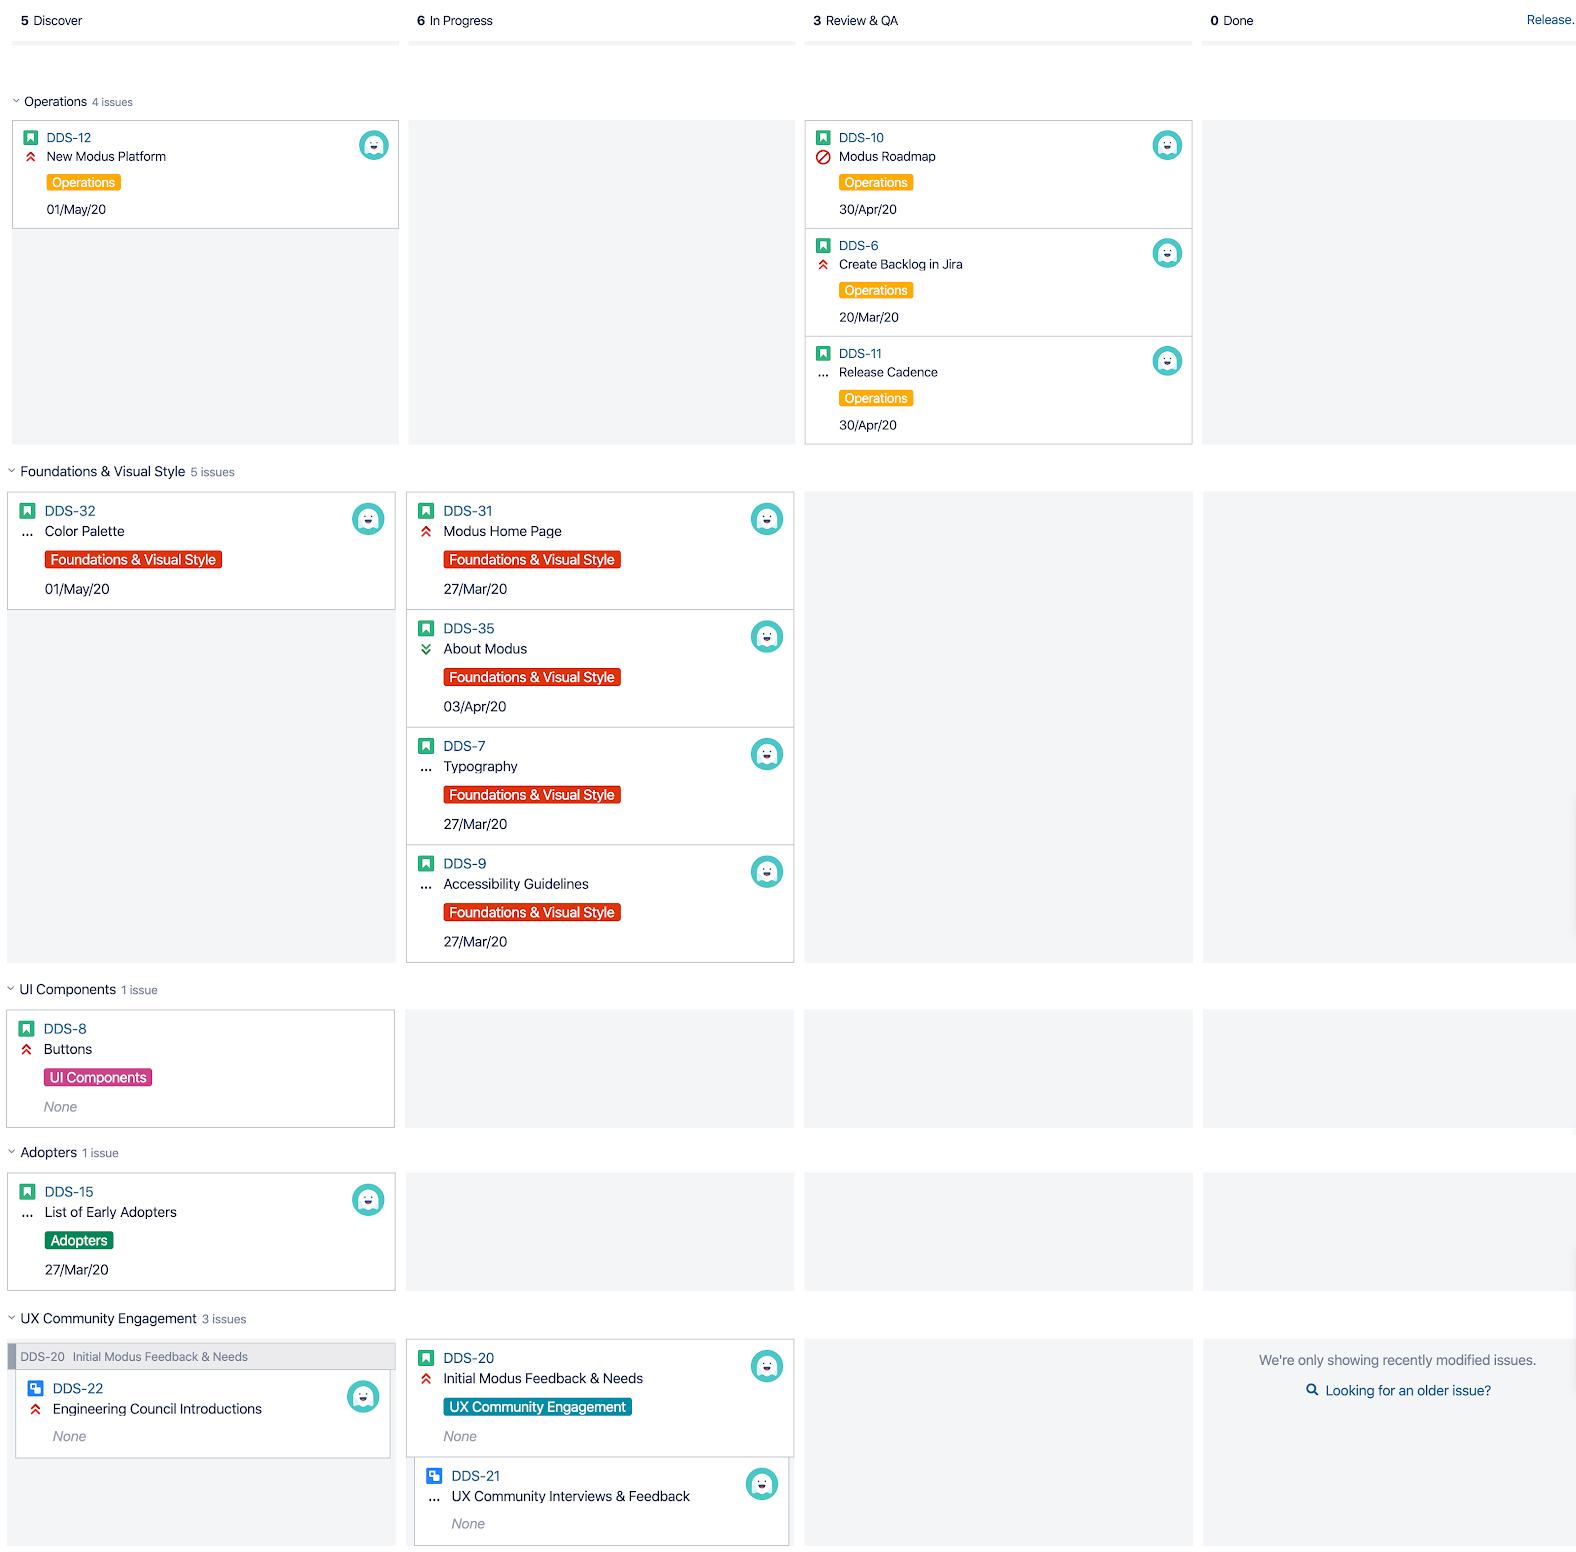 5 Discover
6 In Progress
3 Review & QA
0 Done
Release...
Operations 4 issues
DDS-12
New Modus Platform
Operations
01/May/20
DDS-10
Modus Roadmap
Operations
30/Apr/20
DDS-6
Create Backlog in Jira
Operations
20/Mar/20
DDS-11
... Release Cadence
Operations
30/Apr/20
Foundations & Visual Style 5 issues
DDS-32
... Color Palette
Foundations & Visual Style
01/May/20
DDS-31
Modus Home Page
Foundations & Visual Style
27/Mar/20
DDS-35
About Modus
Foundations & Visual Style
03/Apr/20
DDS-7
... Typography
Foundations & Visual Style
27/Mar/20
DDS-9
... Accessibility Guidelines
Foundations & Visual Style
27/Mar/20
UI Components 1 issue
DDS-8
Buttons
UI Components
None
Adopters 1 issue
DDS-15
... List of Early Adopters
Adopters
27/Mar/20
UX Community Engagement 3 issues
DDS-20 Initial Modus Feedback & Needs
DDS-22
Engineering Council Introductions
None
DDS-20
Initial Modus Feedback & Needs
UX Community Engagement
None
DDS-21
... UX Community Interviews & Feedback
None
We're only showing recently modified issues.
Looking for an older issue?